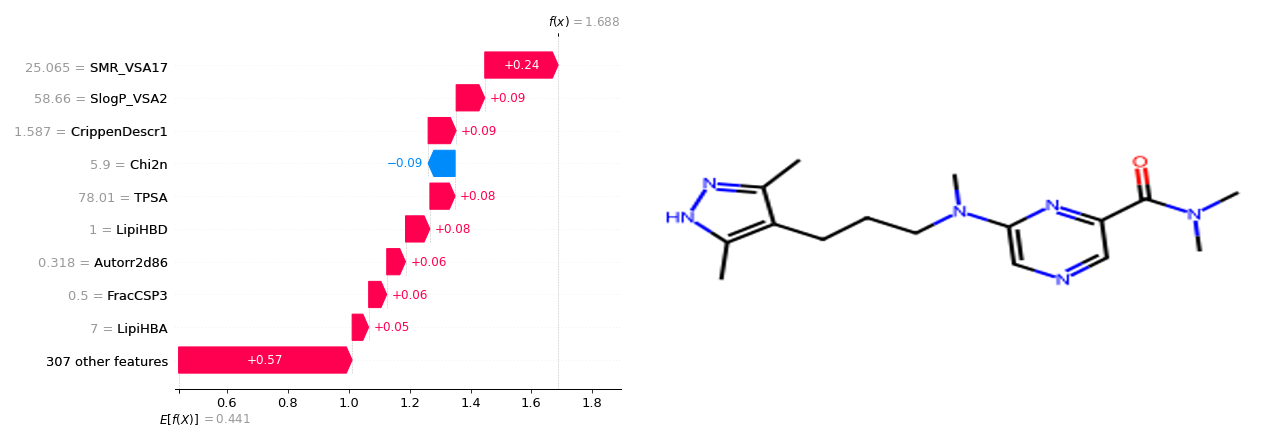 f(x) = 1.688
25.065 = SMR_VSA17 +0.24
58.66 = SlogP_VSA2 +0.09
1.587 = CrippenDescr1 +0.09
5.9 = Chi2n −0.09
78.01 = TPSA +0.08
1 = LipiHBD +0.08
0.318 = Autorr2d86 +0.06
0.5 = FracCSP3 +0.06
7 = LipiHBA +0.05
307 other features +0.57
0.6 0.8 1.0 1.2 1.4 1.6 1.8
E[f(X)] = 0.441
O
N
HN
N
N
N
N
N